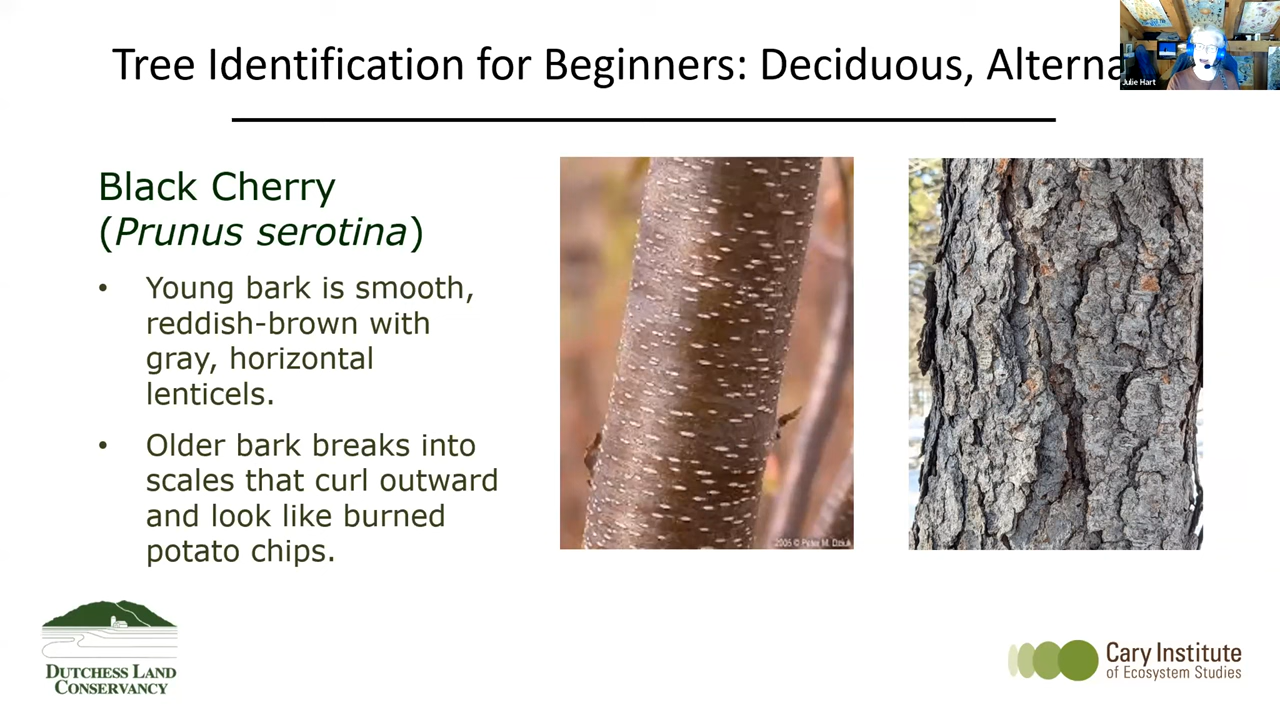 Tree Identification for Beginners: Deciduous, Alterna
Julie Hart
Black Cherry
(Prunus serotina)
• Young bark is smooth,
reddish-brown with
gray, horizontal
lenticels.
• Older bark breaks into
scales that curl outward
and look like burned
potato chips.
2005 © Peter M. Dziuk
DUTCHESS LAND
CONSERVANCY
Cary Institute
of Ecosystem Studies